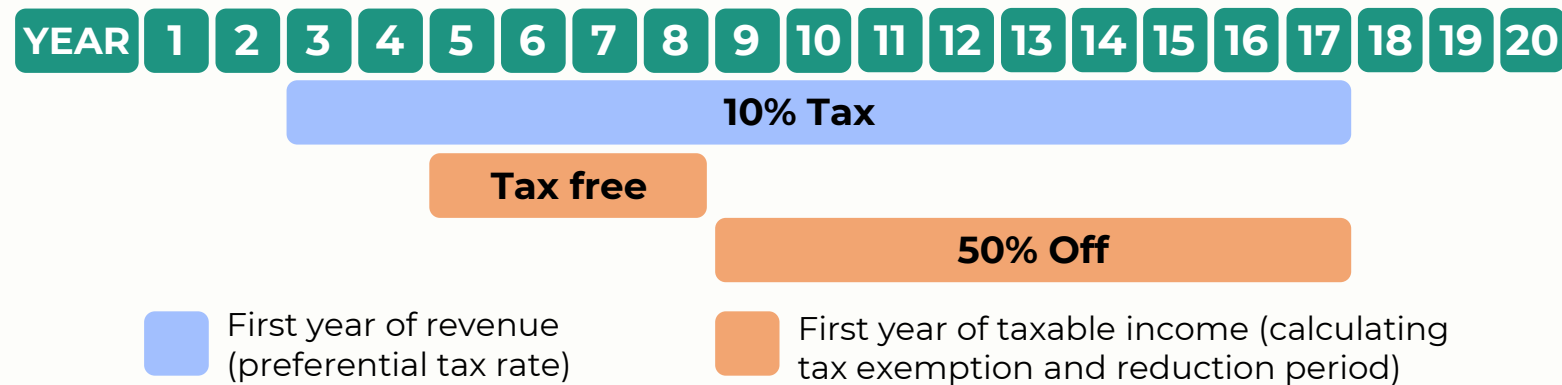 YEAR 1 2 3 4 5 6 7 8 9 10 11 12 13 14 15 16 17 18 19 20
10% Tax
Tax free
50% Off
First year of revenue
(preferential tax rate)
First year of taxable income (calculating
tax exemption and reduction period)